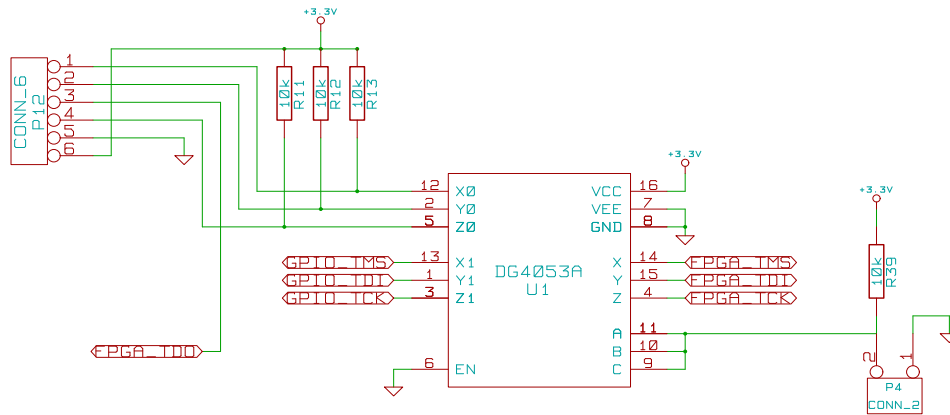 +3.3V
CONN_6
P12
1
2
3
4
5
6
10k
R11
10k
R12
10k
R13
+3.3V
+3.3V
12 X0
2 Y0
5 Z0
13 X1
1 Y1
3 Z1
6 EN
VCC 16
VEE 7
GND 8
X 14
Y 15
Z 4
A 11
B 10
C 9
DG4053A
U1
GPIO_TMS
GPIO_TDI
GPIO_TCK
FPGA_TMS
FPGA_TDI
FPGA_TCK
FPGA_TDO
10k
R39
2
1
P4
CONN_2